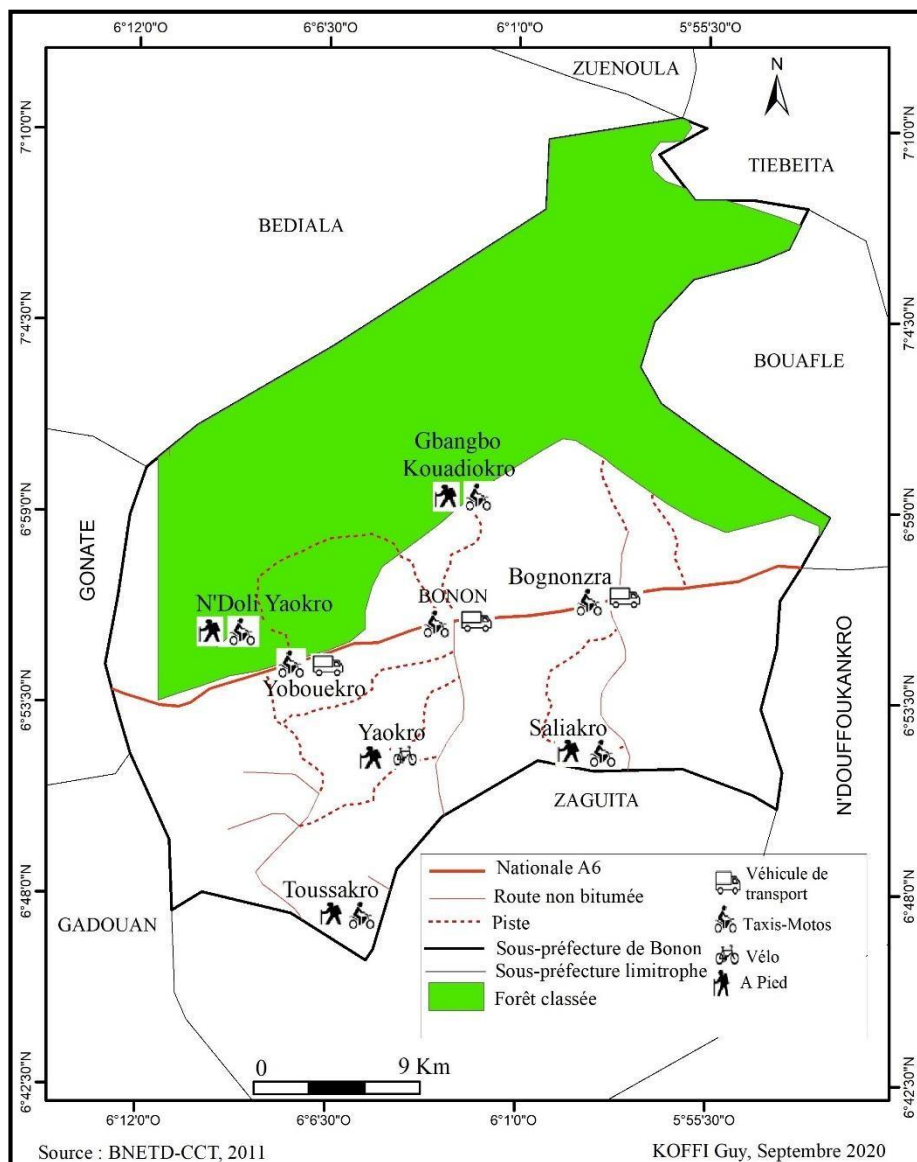 6°12'0"O
6°6'30"O
6°1'0"O
5°55'30"O
ZUENOULA
N
7°10'0"N
7°10'0"N
TIEBEITA
BEDIALA
7°4'30"N
7°4'30"N
BOUAFLE
Gbangbo
Kouadiokro
6°59'0"N
6°59'0"N
GONATE
Bognonzra
BONON
N'Doli Yaokro
Yobouekro
6°53'30"N
6°53'30"N
Yaokro
Saliakro
N'DOUFFOUKANKRO
ZAGUITA
Toussakro
GADOUAN
6°48'0"N
6°48'0"N
Nationale A6
Route non bitumée
Piste
Sous-préfecture de Bonon
Sous-préfecture limitrophe
Forêt classée
Véhicule de
transport
Taxis-Motos
Vélo
A Pied
0 9 Km
6°42'30"N
6°42'30"N
6°12'0"O
6°6'30"O
6°1'0"O
5°55'30"O
Source : BNETD-CCT, 2011
KOFFI Guy, Septembre 2020